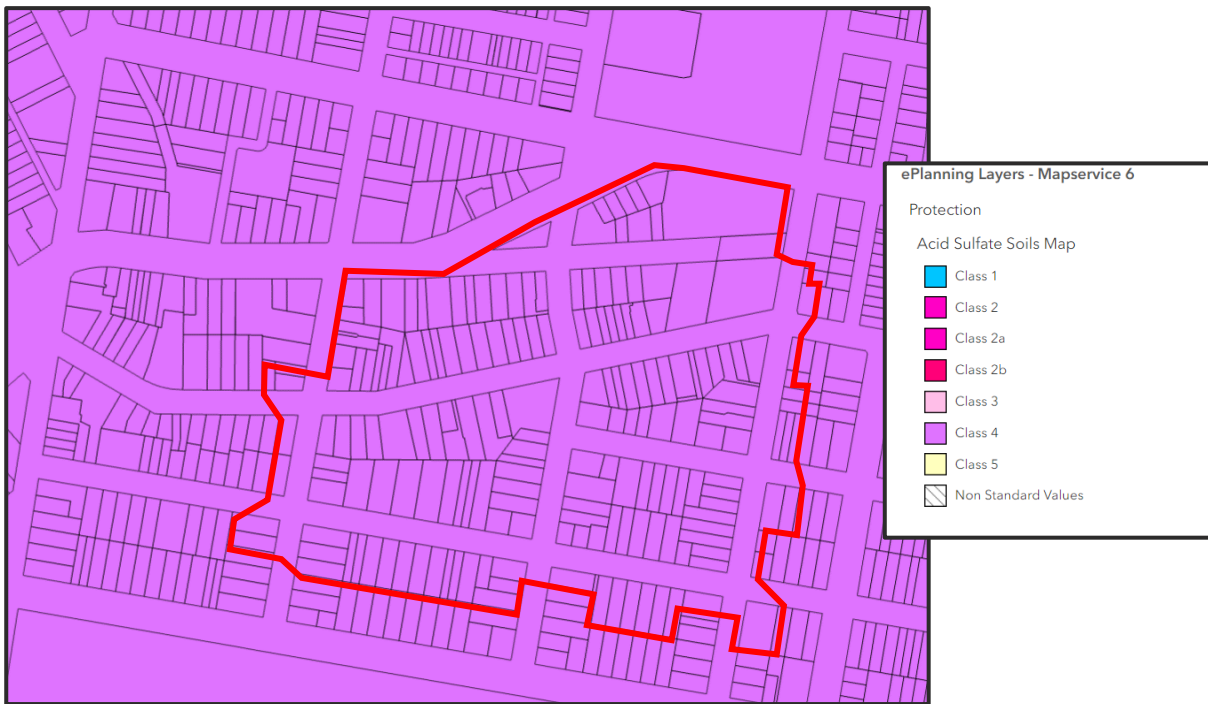 ePlanning Layers - Mapservice 6
Protection
Acid Sulfate Soils Map
Class 1
Class 2
Class 2a
Class 2b
Class 3
Class 4
Class 5
Non Standard Values